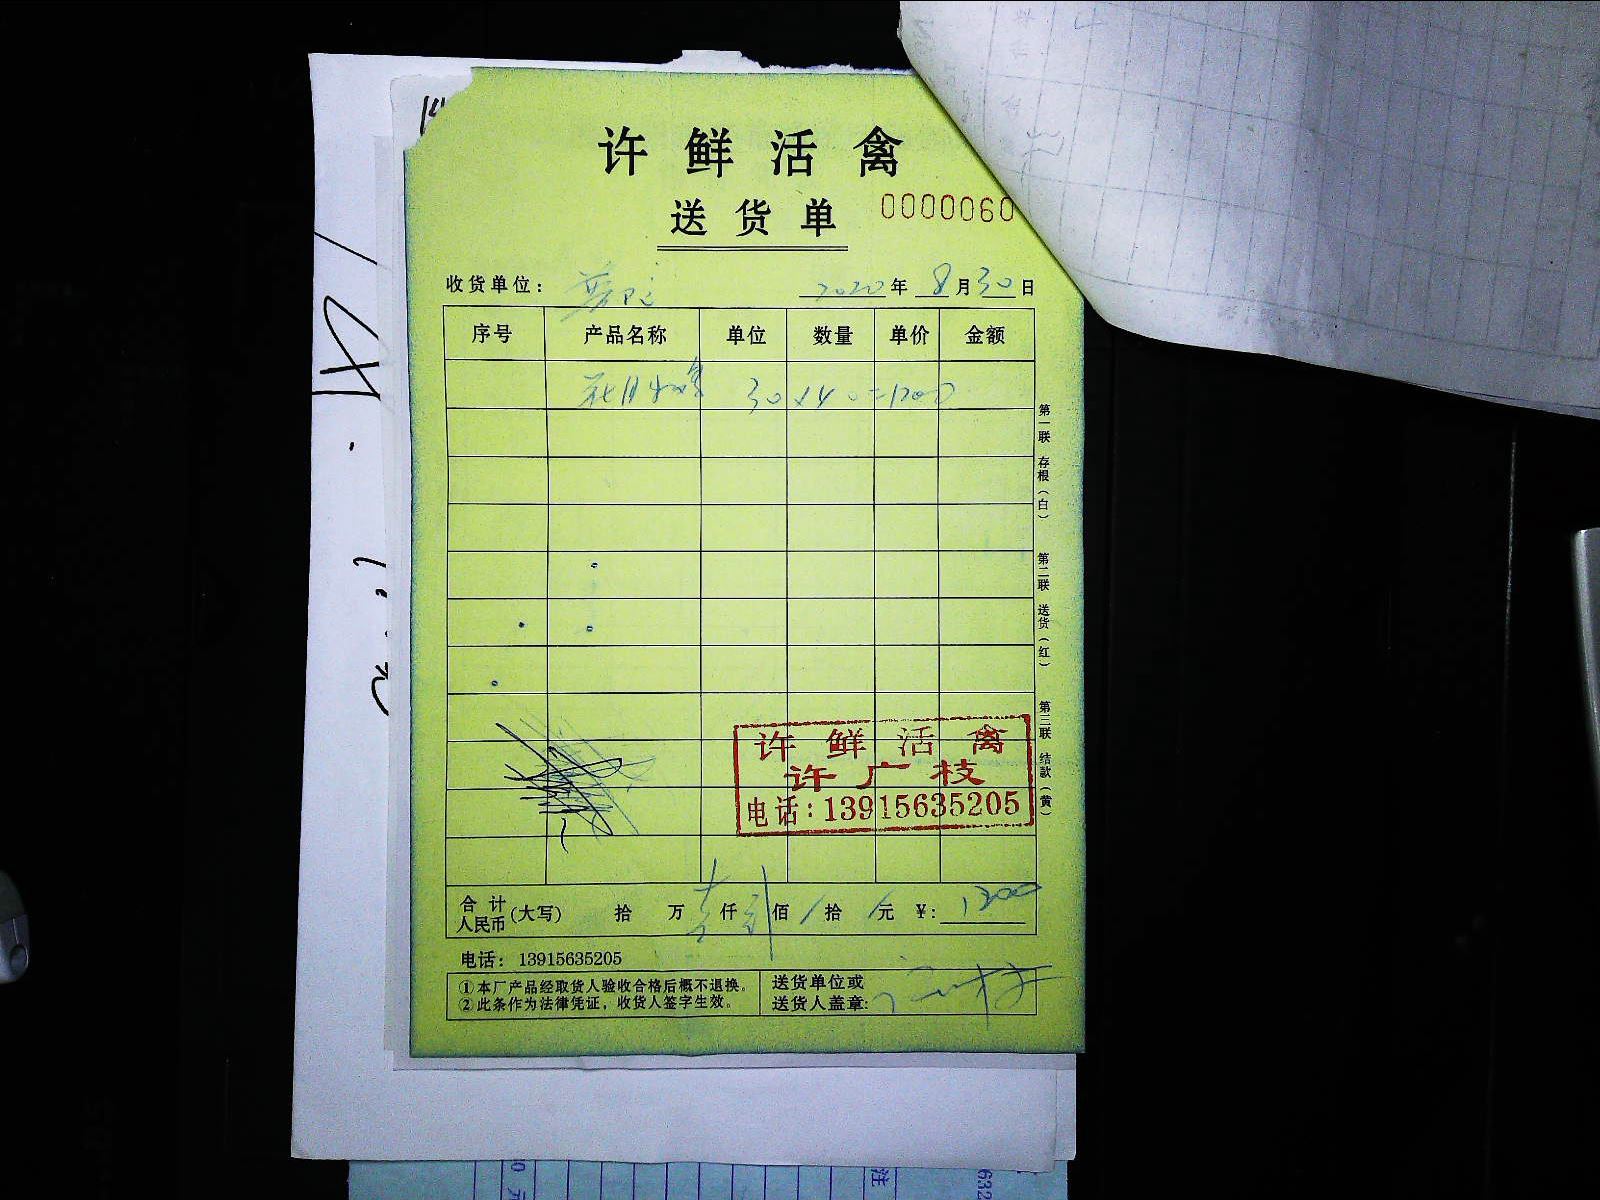 许鲜活禽
送货单
0000060
收货单位： 2020年8月30日
序号 产品名称 单位 数量 单价 金额
30×40=1200
第一联 存根（白） 第二联 送货（红） 第三联 结款（黄）
许鲜活禽
许广枝
电话：13915635205
合计人民币（大写） 拾 万 壹仟 贰佰 / 拾 / 元 ¥：1200
电话： 13915635205
①本厂产品经取货人验收合格后概不退换。
②此条作为法律凭证，收货人签字生效。
送货单位或
送货人盖章：